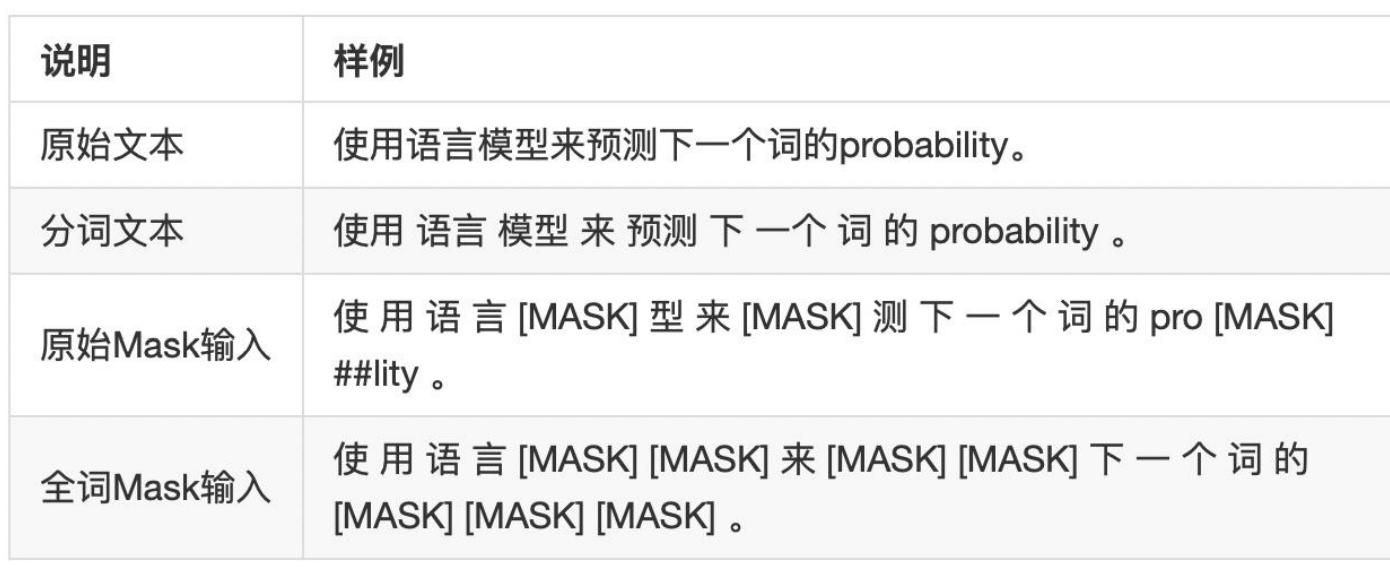 说明 样例
原始文本 使用语言模型来预测下一个词的probability。
分词文本 使用 语言 模型 来 预测 下 一个 词 的 probability 。
原始Mask输入 使 用 语 言 [MASK] 型 来 [MASK] 测 下 一 个 词 的 pro [MASK]
##lity 。
全词Mask输入 使 用 语 言 [MASK] [MASK] 来 [MASK] [MASK] 下 一 个 词 的
[MASK] [MASK] [MASK] 。